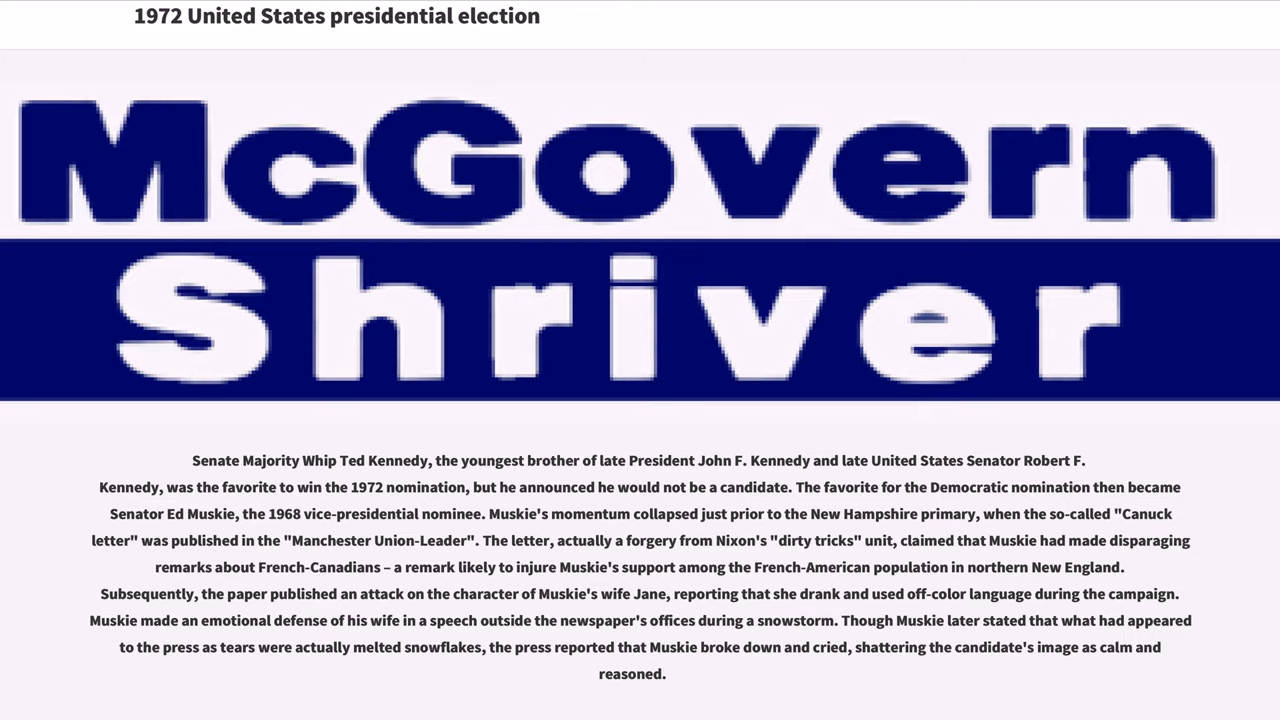 1972 United States presidential election
McGovern
Shriver
Senate Majority Whip Ted Kennedy, the youngest brother of late President John F. Kennedy and late United States Senator Robert F.
Kennedy, was the favorite to win the 1972 nomination, but he announced he would not be a candidate. The favorite for the Democratic nomination then became
Senator Ed Muskie, the 1968 vice-presidential nominee. Muskie's momentum collapsed just prior to the New Hampshire primary, when the so-called "Canuck
letter" was published in the "Manchester Union-Leader". The letter, actually a forgery from Nixon's "dirty tricks" unit, claimed that Muskie had made disparaging
remarks about French-Canadians – a remark likely to injure Muskie's support among the French-American population in northern New England.
Subsequently, the paper published an attack on the character of Muskie's wife Jane, reporting that she drank and used off-color language during the campaign.
Muskie made an emotional defense of his wife in a speech outside the newspaper's offices during a snowstorm. Though Muskie later stated that what had appeared
to the press as tears were actually melted snowflakes, the press reported that Muskie broke down and cried, shattering the candidate's image as calm and
reasoned.